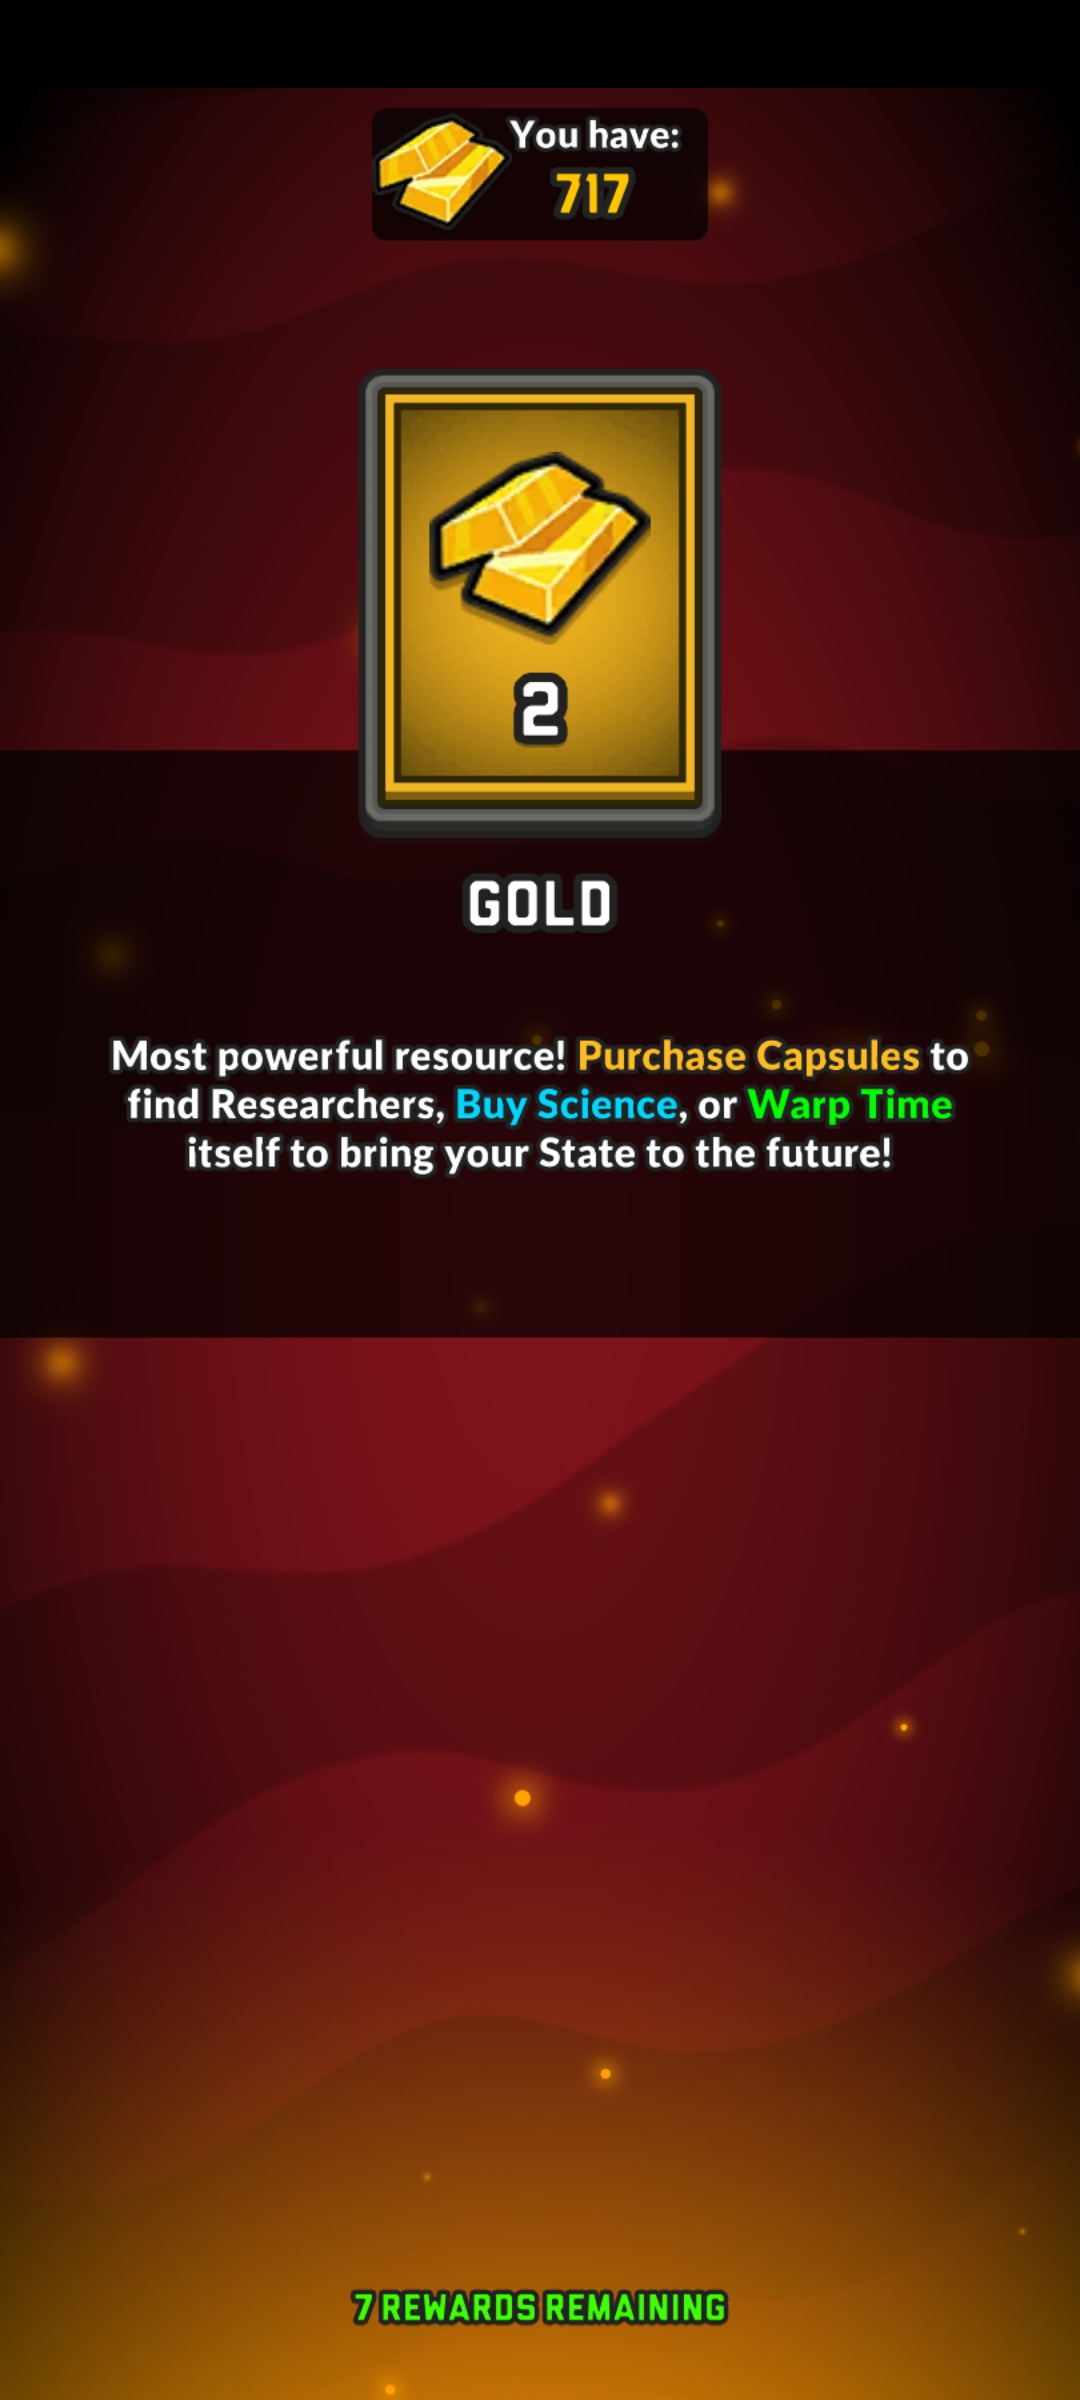 You have:
717
2
GOLD
Most powerful resource! Purchase Capsules to
find Researchers, Buy Science, or Warp Time
itself to bring your State to the future!
7 REWARDS REMAINING